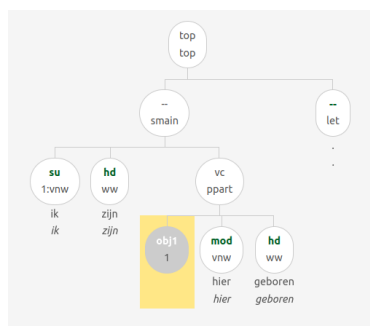 top
top
--
smain
--
let
.
.
su
1:vnw
hd
ww
vc
ppart
ik
ik
zijn
zijn
obj1
1
mod
vnw
hd
ww
hier
hier
geboren
geboren